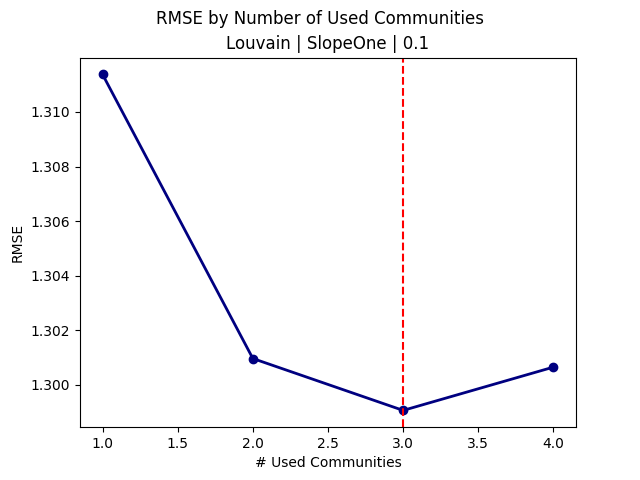 RMSE by Number of Used Communities
Louvain | SlopeOne | 0.1
1.310
1.308
1.306
1.304
1.302
1.300
RMSE
1.0 1.5 2.0 2.5 3.0 3.5 4.0
# Used Communities